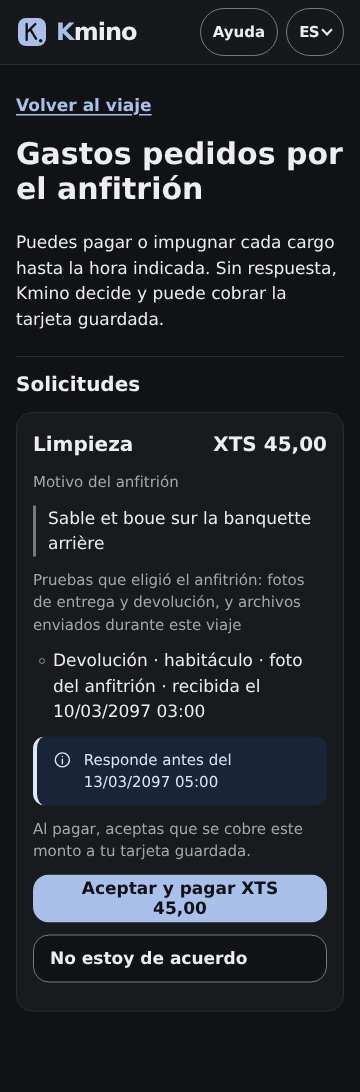 K. Kmino
Ayuda
ES
Volver al viaje
Gastos pedidos por
el anfitrión
Puedes pagar o impugnar cada cargo
hasta la hora indicada. Sin respuesta,
Kmino decide y puede cobrar la
tarjeta guardada.
Solicitudes
Limpieza
XTS 45,00
Motivo del anfitrión
Sable et boue sur la banquette
arrière
Pruebas que eligió el anfitrión: fotos
de entrega y devolución, y archivos
enviados durante este viaje
Devolución · habitáculo · foto
del anfitrión · recibida el
10/03/2097 03:00
Responde antes del
13/03/2097 05:00
Al pagar, aceptas que se cobre este
monto a tu tarjeta guardada.
Aceptar y pagar XTS
45,00
No estoy de acuerdo